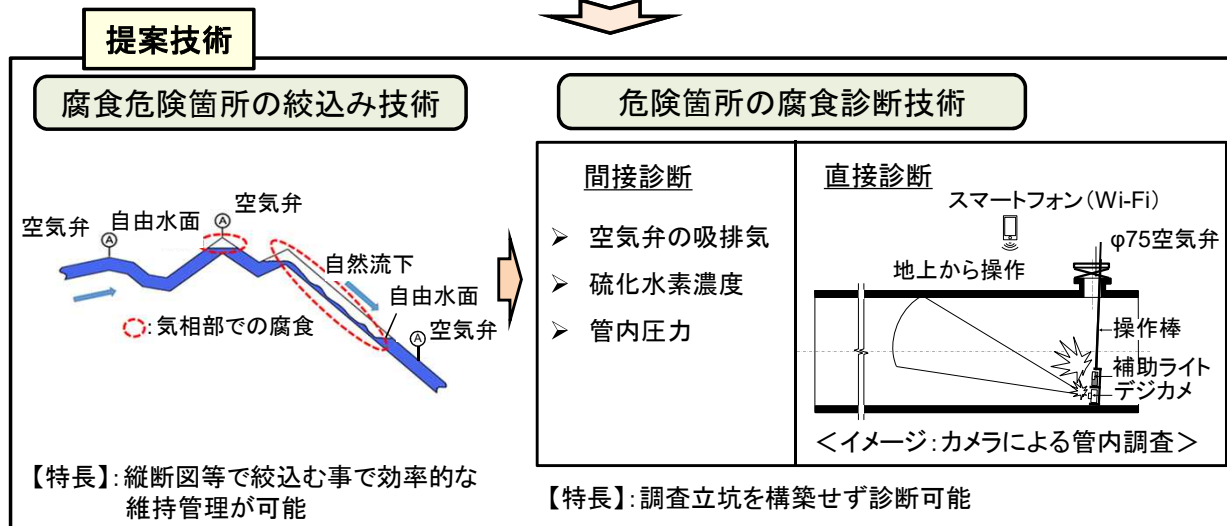 提案技術
腐食危険箇所の絞込み技術
空気弁
自由水面
空気弁
自然流下
自由水面
空気弁
:気相部での腐食
A
A
A
【特長】:縦断図等で絞込む事で効率的な
維持管理が可能
危険箇所の腐食診断技術
間接診断
➢ 空気弁の吸排気
➢ 硫化水素濃度
➢ 管内圧力
直接診断
スマートフォン(Wi-Fi)
φ75空気弁
地上から操作
操作棒
補助ライト
デジカメ
<イメージ:カメラによる管内調査>
【特長】:調査立坑を構築せず診断可能